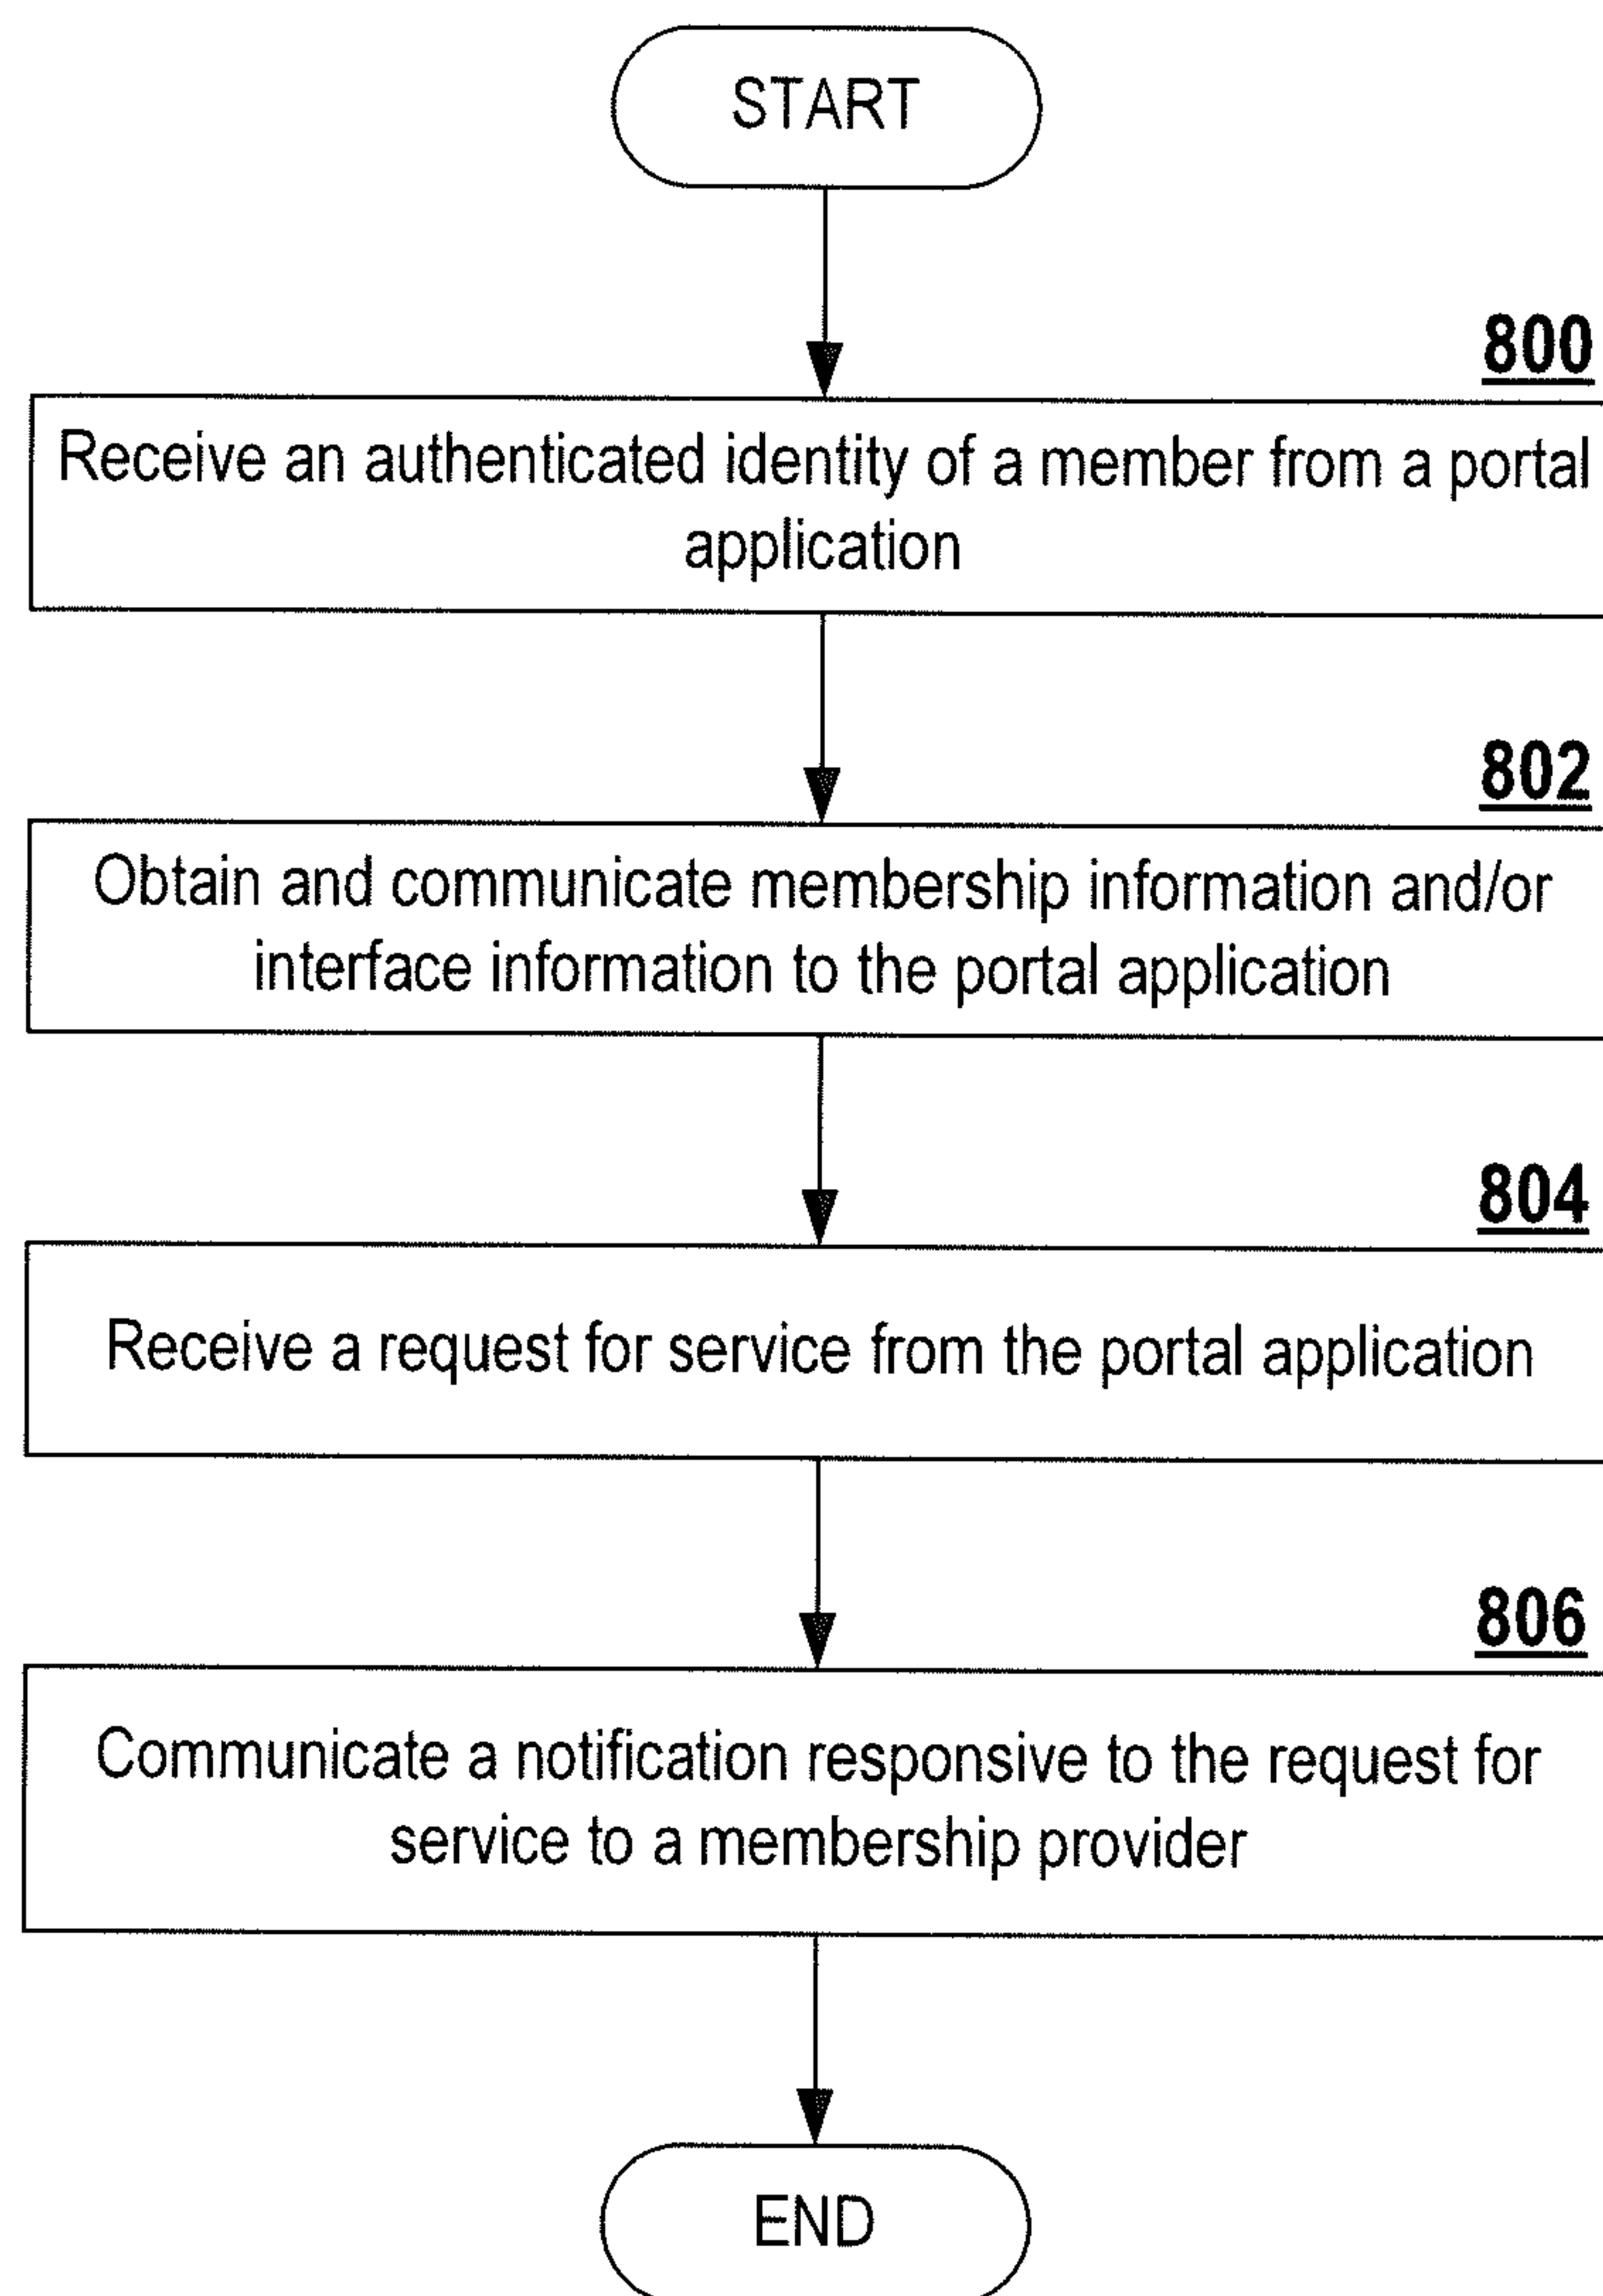 START
800
Receive an authenticated identity of a member from a portal
application
802
Obtain and communicate membership information and/or
interface information to the portal application
804
Receive a request for service from the portal application
806
Communicate a notification responsive to the request for
service to a membership provider
END